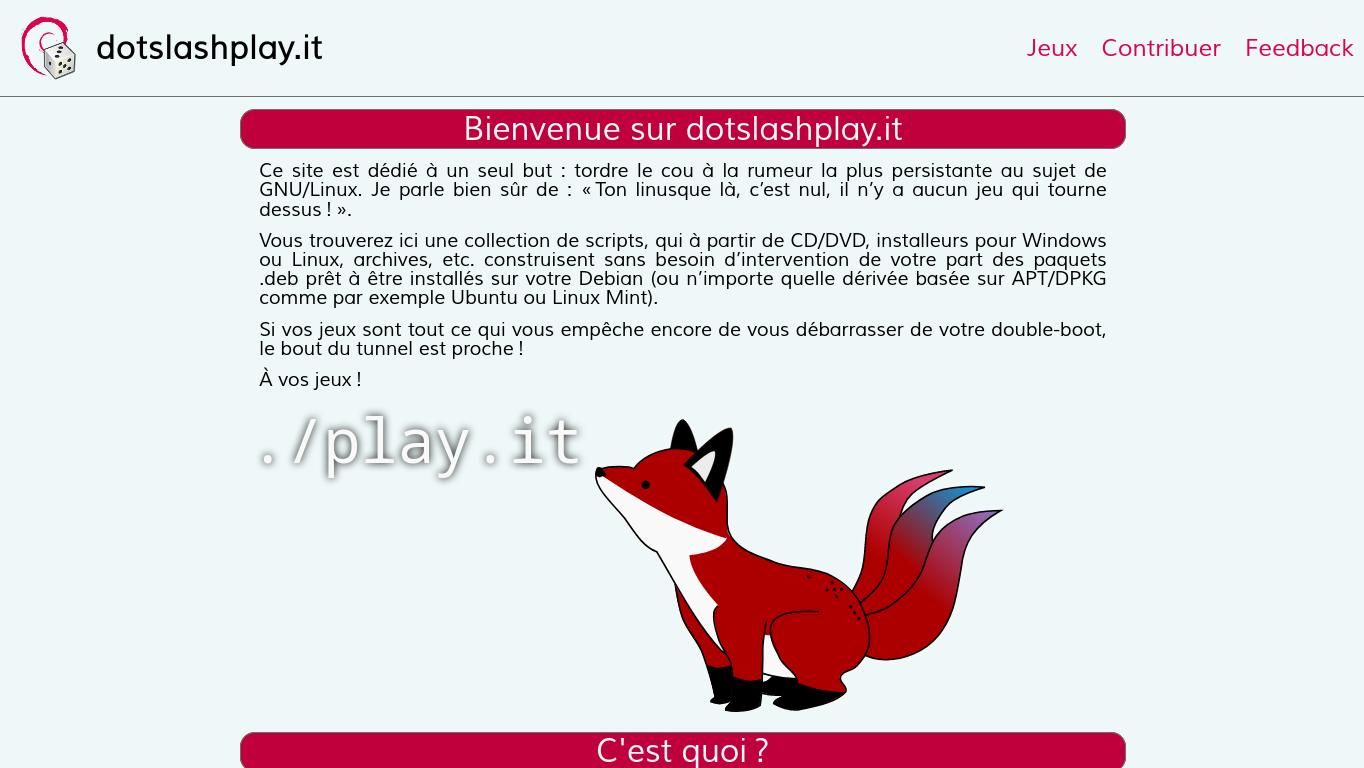 dotslashplay.it
Jeux Contribuer Feedback
Bienvenue sur dotslashplay.it
Ce site est dédié à un seul but : tordre le cou à la rumeur la plus persistante au sujet de
GNU/Linux. Je parle bien sûr de : « Ton linusque là, c’est nul, il n’y a aucun jeu qui tourne
dessus ! ».
Vous trouverez ici une collection de scripts, qui à partir de CD/DVD, installeurs pour Windows
ou Linux, archives, etc. construisent sans besoin d’intervention de votre part des paquets
.deb prêt à être installés sur votre Debian (ou n’importe quelle dérivée basée sur APT/DPKG
comme par exemple Ubuntu ou Linux Mint).
Si vos jeux sont tout ce qui vous empêche encore de vous débarrasser de votre double-boot,
le bout du tunnel est proche !
À vos jeux !
./play.it
C'est quoi ?